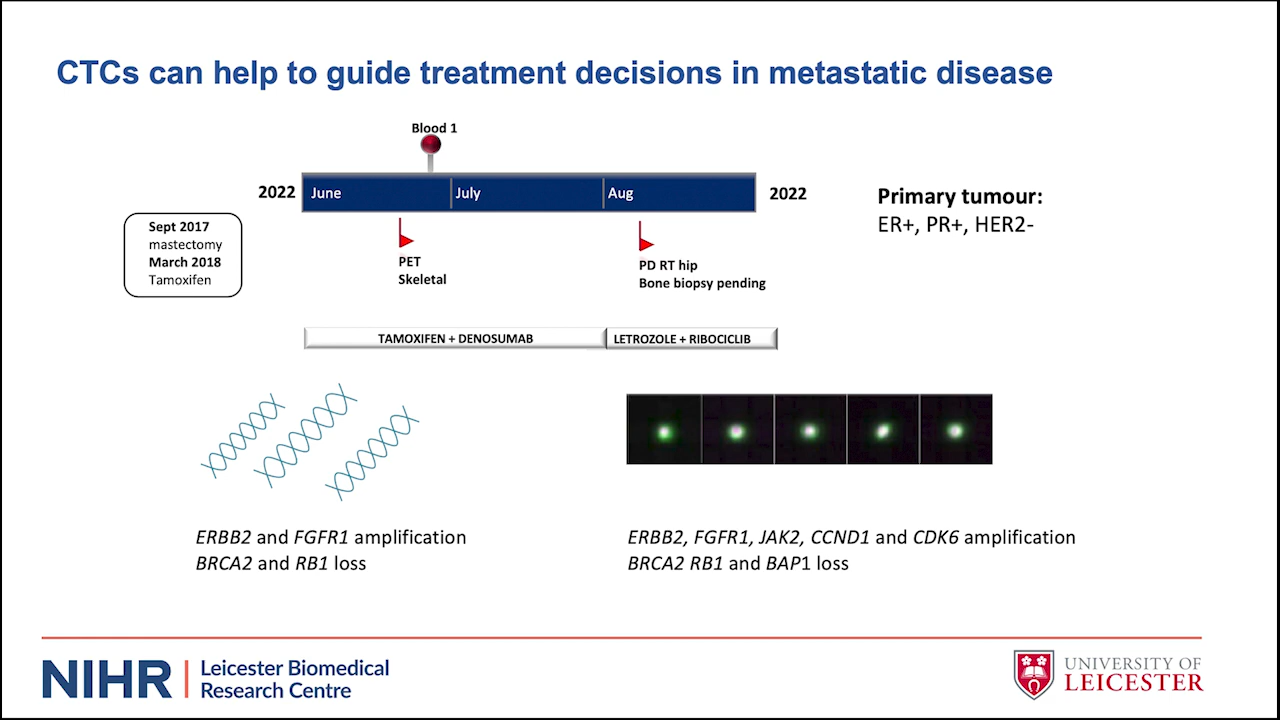 CTCs can help to guide treatment decisions in metastatic disease
Blood 1
2022
June
July
Aug
2022
Primary tumour:
ER+, PR+, HER2-
Sept 2017
mastectomy
March 2018
Tamoxifen
PET
Skeletal
PD RT hip
Bone biopsy pending
TAMOXIFEN + DENOSUMAB
LETROZOLE + RIBOCICLIB
ERBB2 and FGFR1 amplification
BRCA2 and RB1 loss
ERBB2, FGFR1, JAK2, CCND1 and CDK6 amplification
BRCA2 RB1 and BAP1 loss
NIHR
Leicester Biomedical
Research Centre
UNIVERSITY OF
LEICESTER